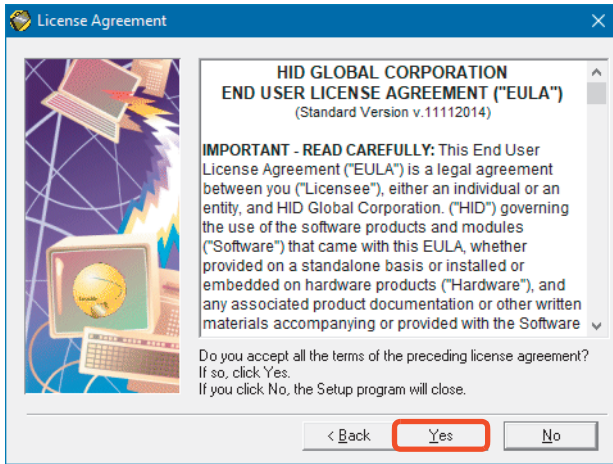 License Agreement
HID GLOBAL CORPORATION
END USER LICENSE AGREEMENT ("EULA")
(Standard Version v.11112014)
IMPORTANT - READ CAREFULLY: This End User
License Agreement ("EULA") is a legal agreement
between you ("Licensee"), either an individual or an
entity, and HID Global Corporation. ("HID") governing
the use of the software products and modules
("Software") that came with this EULA, whether
provided on a standalone basis or installed or
embedded on hardware products ("Hardware"), and
any associated product documentation or other written
materials accompanying or provided with the Software
Do you accept all the terms of the preceding license agreement?
If so, click Yes.
If you click No, the Setup program will close.
< Back
Yes
No